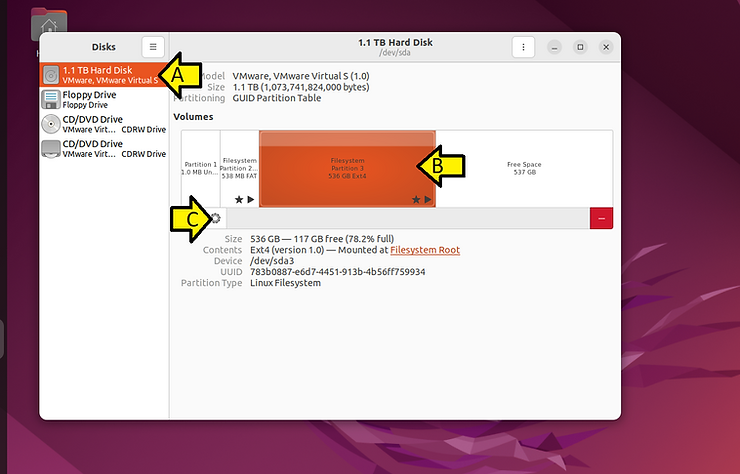 Disks
1.1 TB Hard Disk
/dev/sda
1.1 TB Hard Disk
VMware, VMware Virtual S
Floppy Drive
Floppy Drive
CD/DVD Drive
VMware Virt… CDRW Drive
CD/DVD Drive
VMware Virt… CDRW Drive
A
Model VMware, VMware Virtual S (1.0)
Size 1.1 TB (1,073,741,824,000 bytes)
Partitioning GUID Partition Table
Volumes
Partition 1
1.0 MB Un…
Filesystem
Partition 2…
538 MB FAT
Filesystem
Partition 3
536 GB Ext4
B
Free Space
537 GB
C
Size 536 GB — 117 GB free (78.2% full)
Contents Ext4 (version 1.0) — Mounted at Filesystem Root
Device /dev/sda3
UUID 783b0887-e6d7-4451-913b-4b56ff759934
Partition Type Linux Filesystem